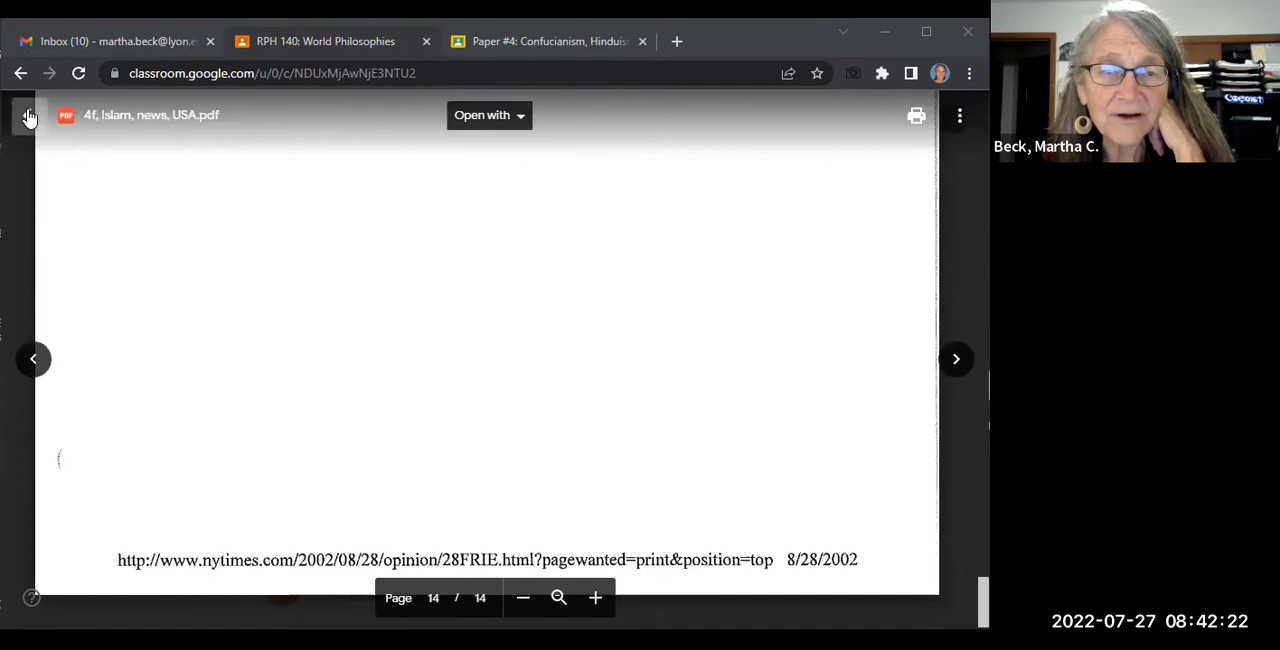 Inbox (10) - martha.beck@lyon.e
RPH 140: World Philosophies
Paper #4: Confucianism, Hinduis
classroom.google.com/u/0/c/NDUxMjAwNjE3NTU2
PDF 4f, Islam, news, USA.pdf
Open with
Beck, Martha C.
http://www.nytimes.com/2002/08/28/opinion/28FRIE.html?pagewanted=print&position=top 8/28/2002
Page 14 / 14
2022-07-27 08:42:22